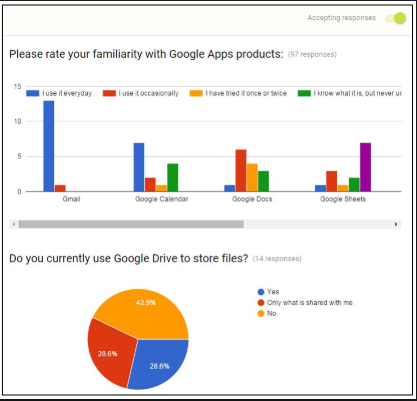 Accepting responses
Please rate your familiarity with Google Apps products: (97 responses)
15
I use it everyday I use it occasionally I have tried it once or twice I know what it is, but never us
10
5
0
Gmail Google Calendar Google Docs Google Sheets
Do you currently use Google Drive to store files? (14 responses)
42.9%
28.6%
28.6%
Yes
Only what is shared with me
No